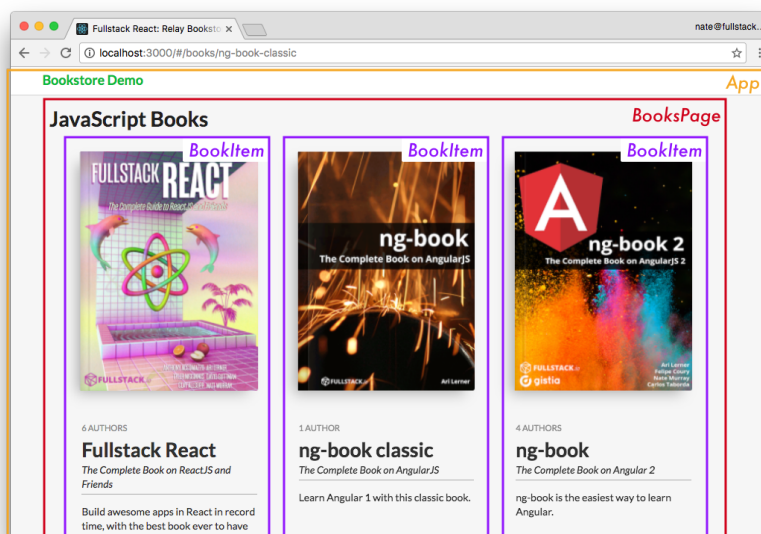 Fullstack React: Relay Booksto
nate@fullstack..
localhost:3000/#/books/ng-book-classic
Bookstore Demo
App
JavaScript Books
BooksPage
BookItem
BookItem
BookItem
FULLSTACK REACT
The Complete Guide to ReactJS and Friends
FULLSTACK.io
ng-book
The Complete Book on AngularJS
FULLSTACK.io
Ari Lerner
A
ng-book 2
The Complete Book on AngularJS 2
FULLSTACK.io
gistia
Ari Lerner
Felipe Coury
Nate Murray
Carlos Taborda
6 AUTHORS
Fullstack React
The Complete Book on ReactJS and
Friends
Build awesome apps in React in record
time, with the best book ever to have
1 AUTHOR
ng-book classic
The Complete Book on AngularJS
Learn Angular 1 with this classic book.
4 AUTHORS
ng-book
The Complete Book on Angular 2
ng-book is the easiest way to learn
Angular.